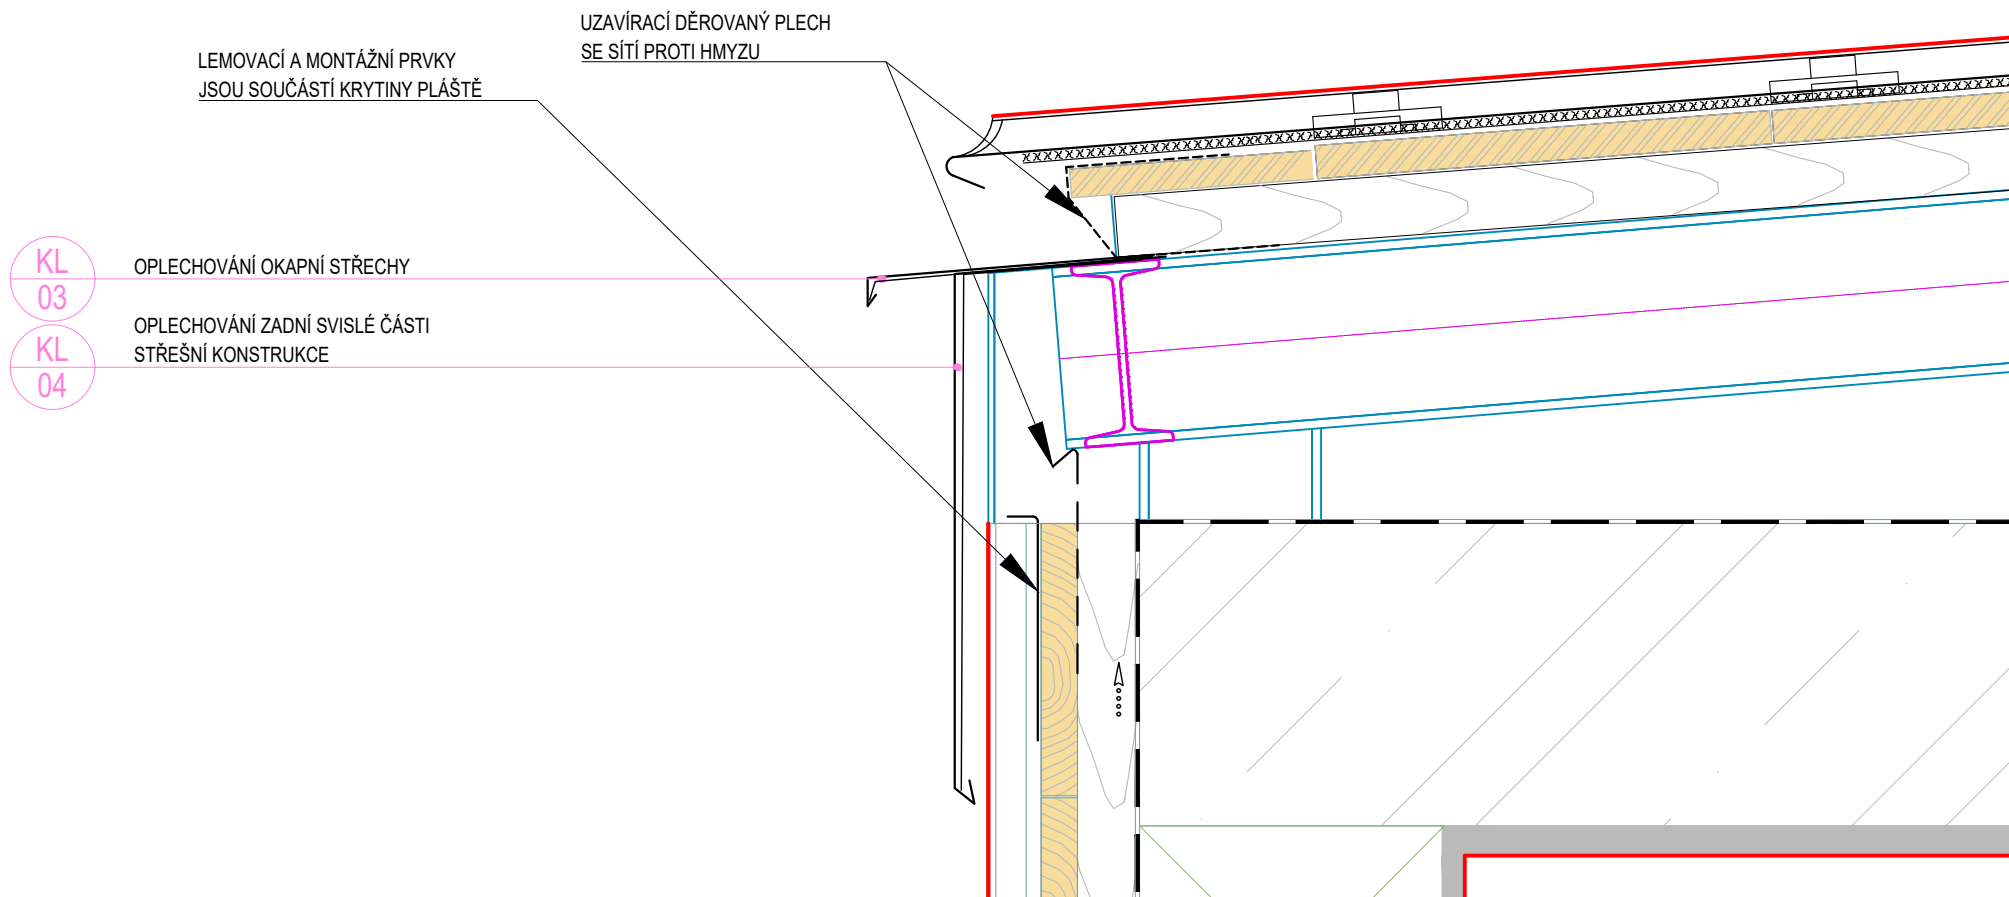 UZAVÍRACÍ DĚROVANÝ PLECH
SE SÍTÍ PROTI HMYZU
LEMOVACÍ A MONTÁŽNÍ PRVKY
JSOU SOUČÁSTÍ KRYTINY PLÁŠTĚ
KL
03
OPLECHOVÁNÍ OKAPNÍ STŘECHY
KL
04
OPLECHOVÁNÍ ZADNÍ SVISLÉ ČÁSTI
STŘEŠNÍ KONSTRUKCE